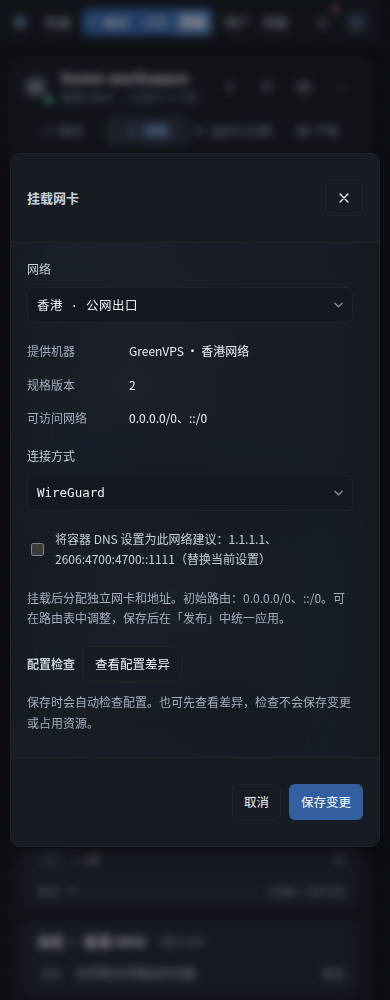 挂载网卡
网络
香港 · 公网出口
提供机器 GreenVPS · 香港网络
规格版本 2
可访问网络 0.0.0.0/0、::/0
连接方式
WireGuard
将容器 DNS 设置为此网络建议：1.1.1.1、
2606:4700:4700::1111（替换当前设置）
挂载后分配独立网卡和地址。初始路由：0.0.0.0/0、::/0。可
在路由表中调整，保存后在「发布」中统一应用。
配置检查 查看配置差异
保存时会自动检查配置。也可先查看差异，检查不会保存变更
或占用资源。
取消 保存变更